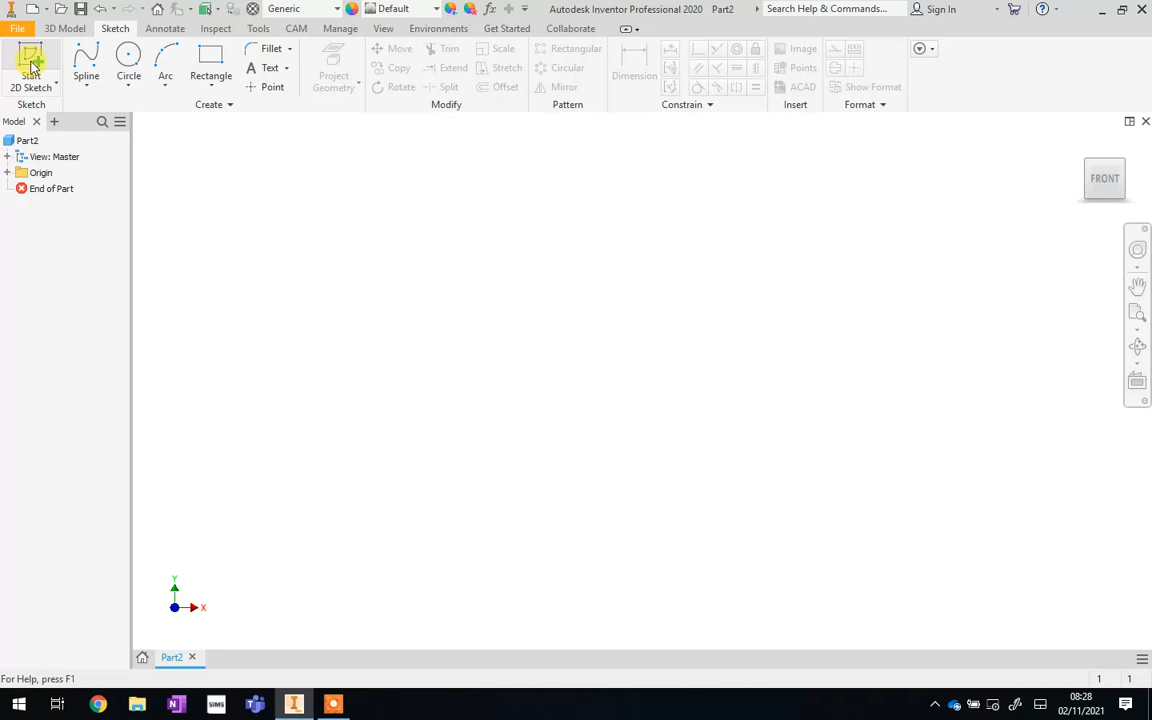 PRO Generic Default Autodesk Inventor Professional 2020 Part2 Search Help & Commands... Sign In
File 3D Model Sketch Annotate Inspect Tools CAM Manage View Environments Get Started Collaborate
Start 2D Sketch
Spline
Circle
Arc
Rectangle
Fillet
Text
Point
Project Geometry
Move Trim Scale
Copy Extend Stretch
Rotate Split Offset
Rectangular
Circular
Mirror
Dimension
Image
Points
ACAD
Show Format
Sketch Create Modify Pattern Constrain Insert Format
Model
Part2
View: Master
Origin
End of Part
FRONT
Y
X
Part2
For Help, press F1 1 1
SIMS
08:28
02/11/2021